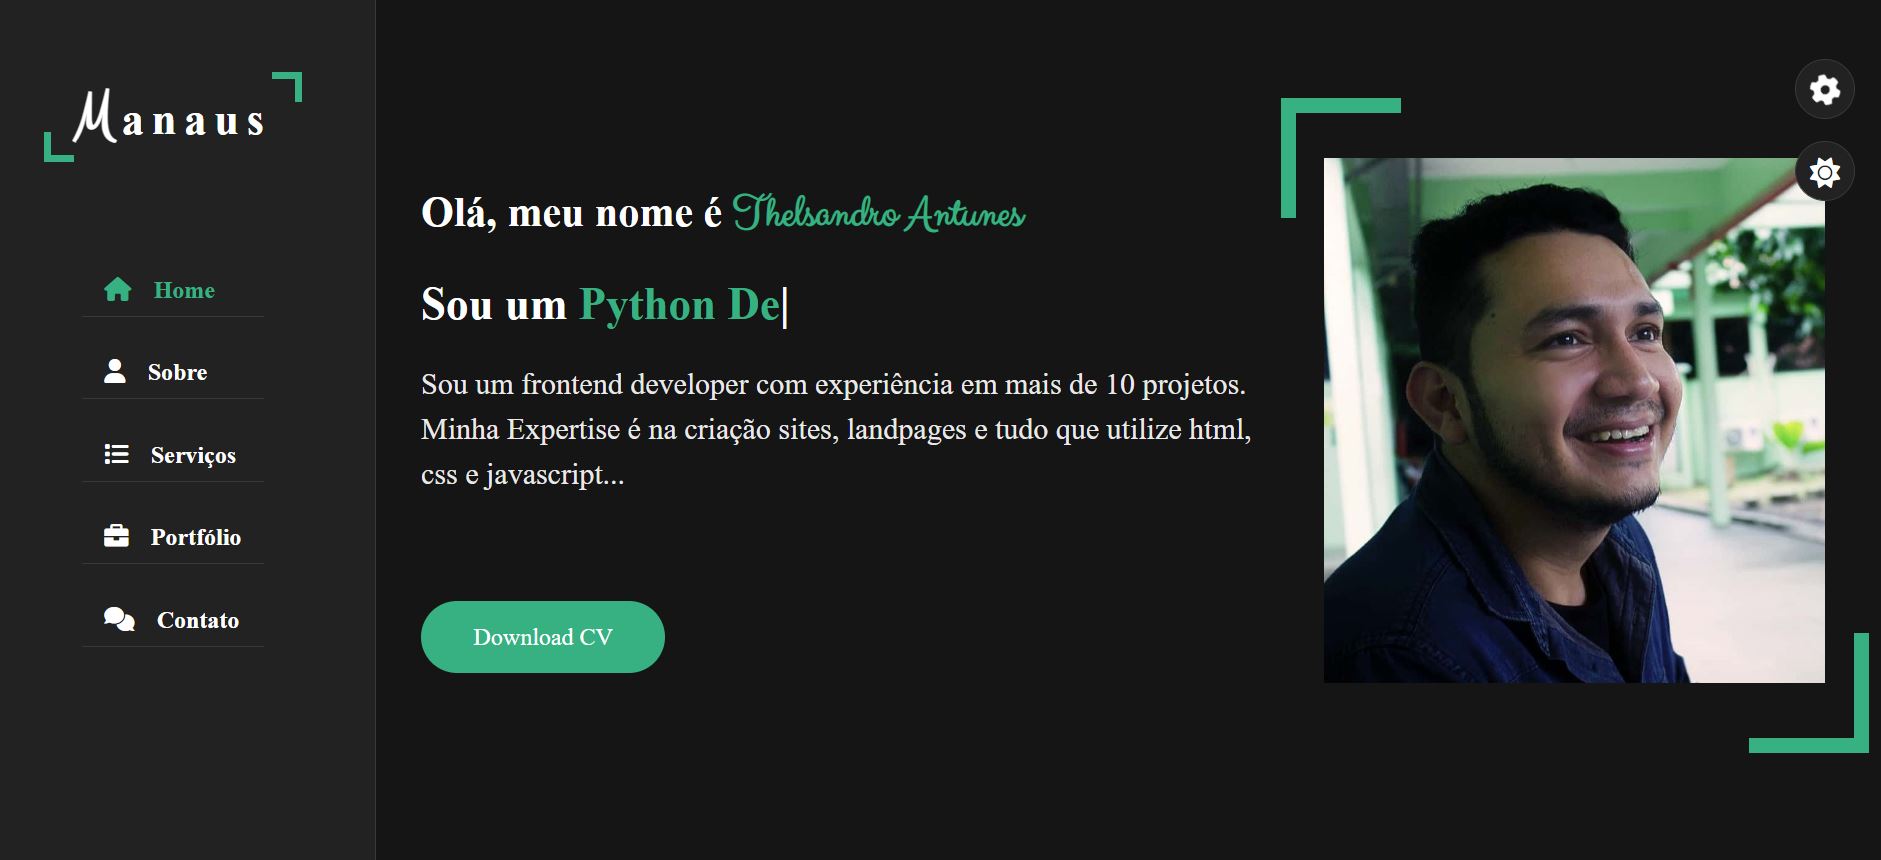 Manaus
Home
Sobre
Serviços
Portfólio
Contato
Olá, meu nome é Thelsandro Antunes
Sou um Python De|
Sou um frontend developer com experiência em mais de 10 projetos.
Minha Expertise é na criação sites, landpages e tudo que utilize html,
css e javascript...
Download CV